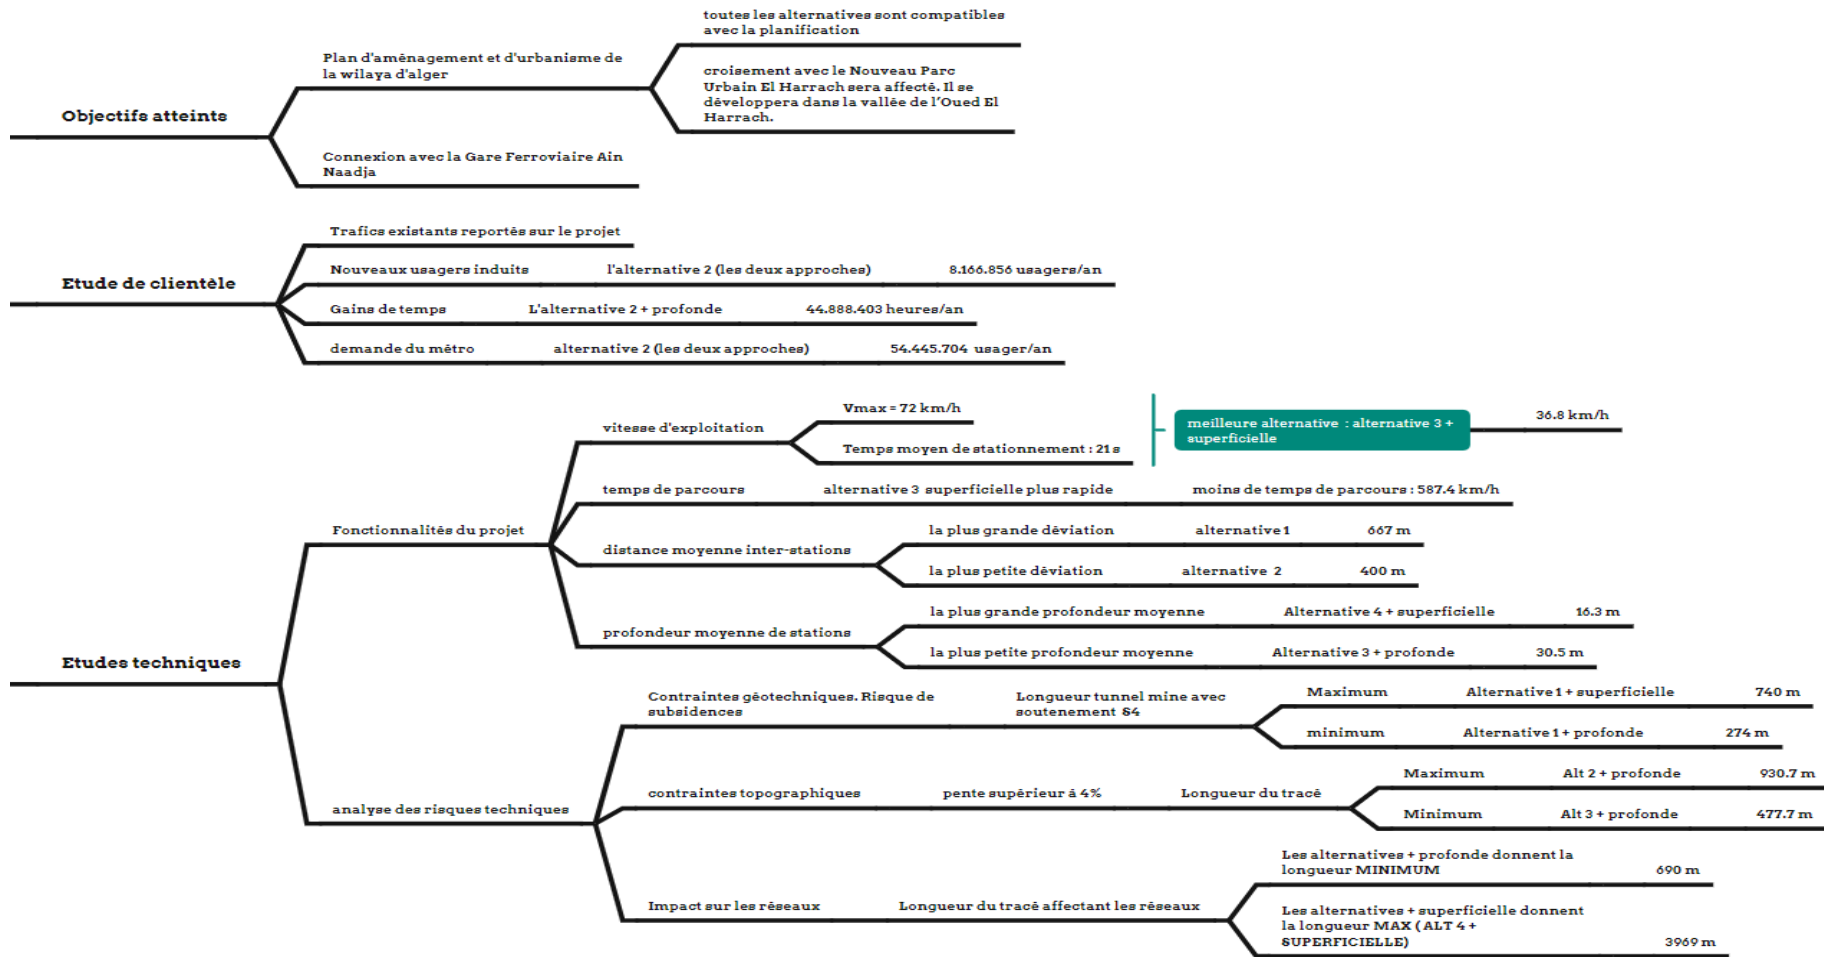 toutes les alternatives sont compatibles
avec la planification
Plan d'aménagement et d'urbanisme de
la wilaya d'alger
croisement avec le Nouveau Parc
Urbain El Harrach sera affecté. Il se
développera dans la vallée de l'Oued El
Harrach.
Objectifs atteints
Connexion avec la Gare Ferroviaire Ain
Naadja
Trafics existants reportés sur le projet
Etude de clientèle
Nouveaux usagers induits l'alternative 2 (les deux approches) 8.166.856 usagers/an
Gains de temps L'alternative 2 + profonde 44.888.403 heures/an
demande du métro alternative 2 (les deux approches) 54.445.704 usager/an
Etudes techniques
Fonctionnalités du projet
vitesse d'exploitation
Vmax = 72 km/h
Temps moyen de stationnement : 21 s
meilleure alternative : alternative 3 +
superficielle
36.8 km/h
temps de parcours alternative 3 superficielle plus rapide moins de temps de parcours : 587.4 km/h
distance moyenne inter-stations
la plus grande déviation alternative 1 667 m
la plus petite déviation alternative 2 400 m
profondeur moyenne de stations
la plus grande profondeur moyenne Alternative 4 + superficielle 16.3 m
la plus petite profondeur moyenne Alternative 3 + profonde 30.5 m
analyse des risques techniques
Contraintes géotechniques. Risque de
subsidences
Longueur tunnel mine avec
soutenement S4
Maximum Alternative 1 + superficielle 740 m
minimum Alternative 1 + profonde 274 m
contraintes topographiques pente supérieur à 4% Longueur du tracé
Maximum Alt 2 + profonde 930.7 m
Minimum Alt 3 + profonde 477.7 m
Impact sur les réseaux Longueur du tracé affectant les réseaux
Les alternatives + profonde donnent la
longueur MINIMUM
690 m
Les alternatives + superficielle donnent
la longueur MAX ( ALT 4 +
SUPERFICIELLE)
3969 m